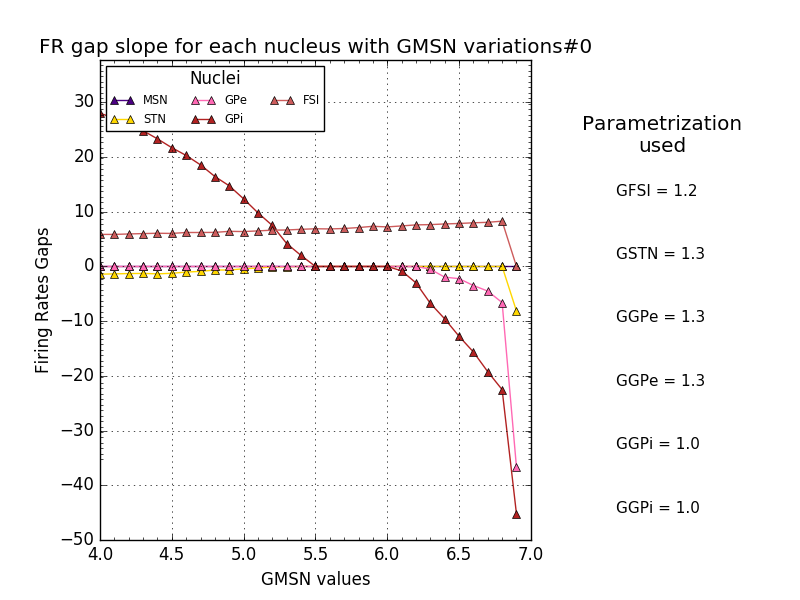 FR gap slope for each nucleus with GMSN variations#0
Nuclei
MSN GPe FSI
STN GPi
30
20
10
0
−10
−20
−30
−40
−50
Firing Rates Gaps
4.0 4.5 5.0 5.5 6.0 6.5 7.0
GMSN values
Parametrization
used
GFSI = 1.2
GSTN = 1.3
GGPe = 1.3
GGPe = 1.3
GGPi = 1.0
GGPi = 1.0